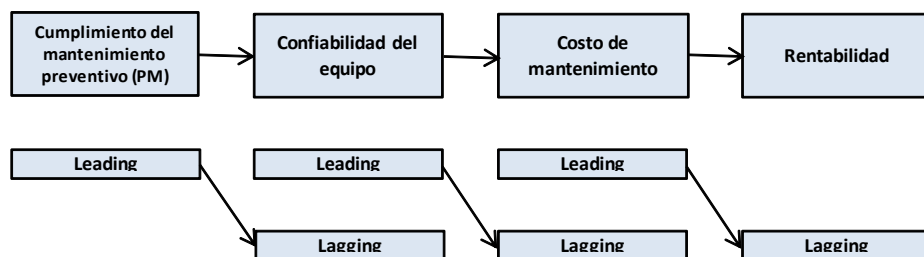 Cumplimiento del
mantenimiento
preventivo (PM)
Confiabilidad del
equipo
Costo de
mantenimiento
Rentabilidad
Leading
Leading
Leading
Lagging
Lagging
Lagging